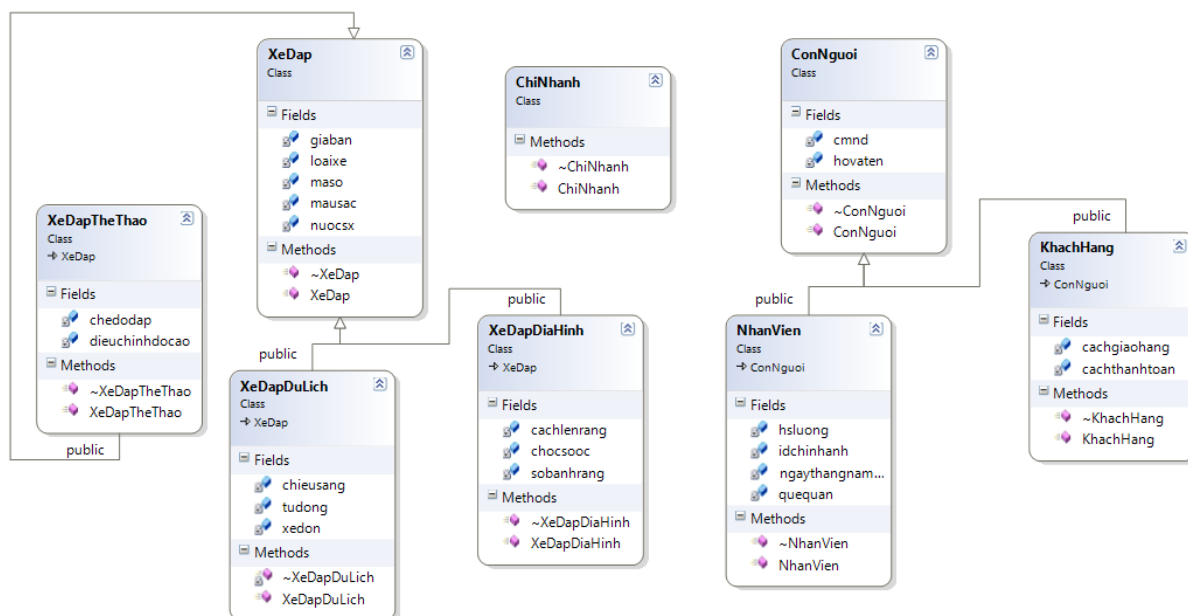 XeDap
Class
Fields
giaban
loaixe
maso
mausac
nuocsx
Methods
~XeDap
XeDap
ChiNhanh
Class
Methods
~ChiNhanh
ChiNhanh
ConNguoi
Class
Fields
cmnd
hovaten
Methods
~ConNguoi
ConNguoi
XeDapTheThao
Class
XeDap
Fields
chedodap
dieuchinhdocao
Methods
~XeDapTheThao
XeDapTheThao
public
public
XeDapDuLich
Class
XeDap
Fields
chieusang
tudong
xedon
Methods
~XeDapDuLich
XeDapDuLich
public
XeDapDiaHinh
Class
XeDap
Fields
cachlenrang
chocsooc
sobanhrang
Methods
~XeDapDiaHinh
XeDapDiaHinh
public
NhanVien
Class
ConNguoi
Fields
hsluong
idchinhanh
ngaythangnam...
quequan
Methods
~NhanVien
NhanVien
public
KhachHang
Class
ConNguoi
Fields
cachgiaohang
cachthanhtoan
Methods
~KhachHang
KhachHang